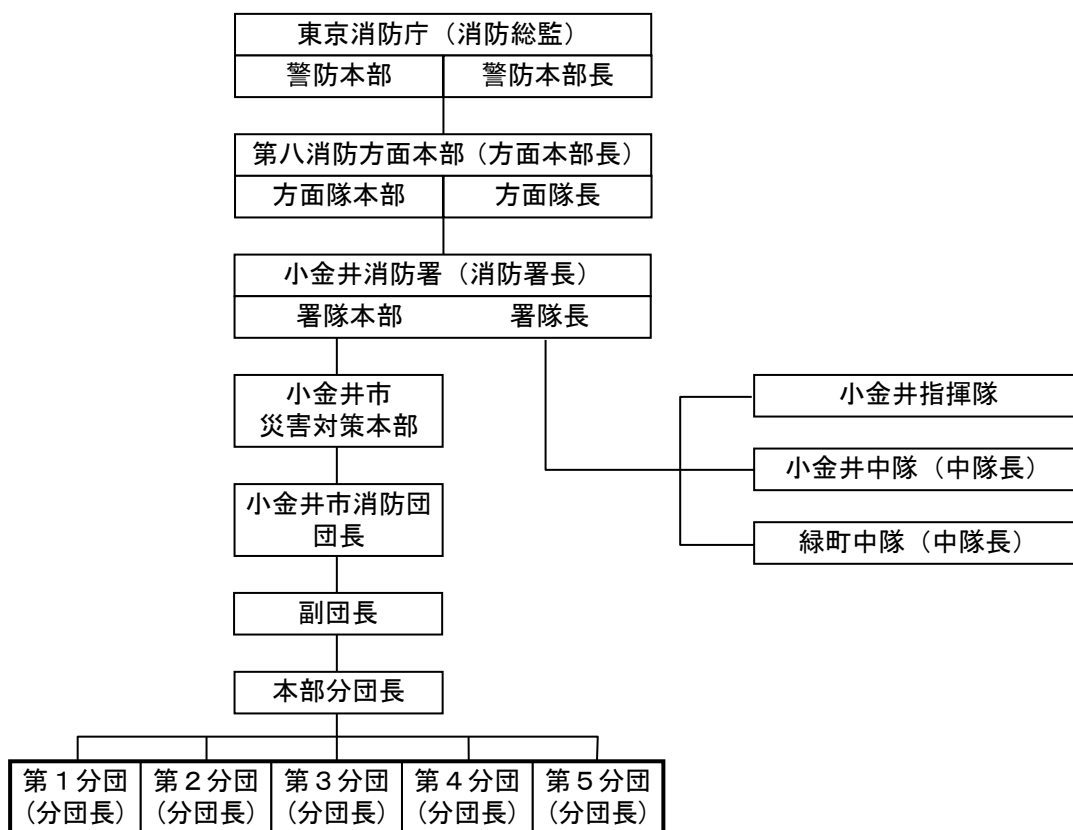 東京消防庁（消防総監）
警防本部 警防本部長
第八消防方面本部（方面本部長）
方面隊本部 方面隊長
小金井消防署（消防署長）
署隊本部 署隊長
小金井市
災害対策本部
小金井指揮隊
小金井中隊（中隊長）
小金井市消防団
団長
緑町中隊（中隊長）
副団長
本部分団長
第１分団 第２分団 第３分団 第４分団 第５分団
（分団長） （分団長） （分団長） （分団長） （分団長）